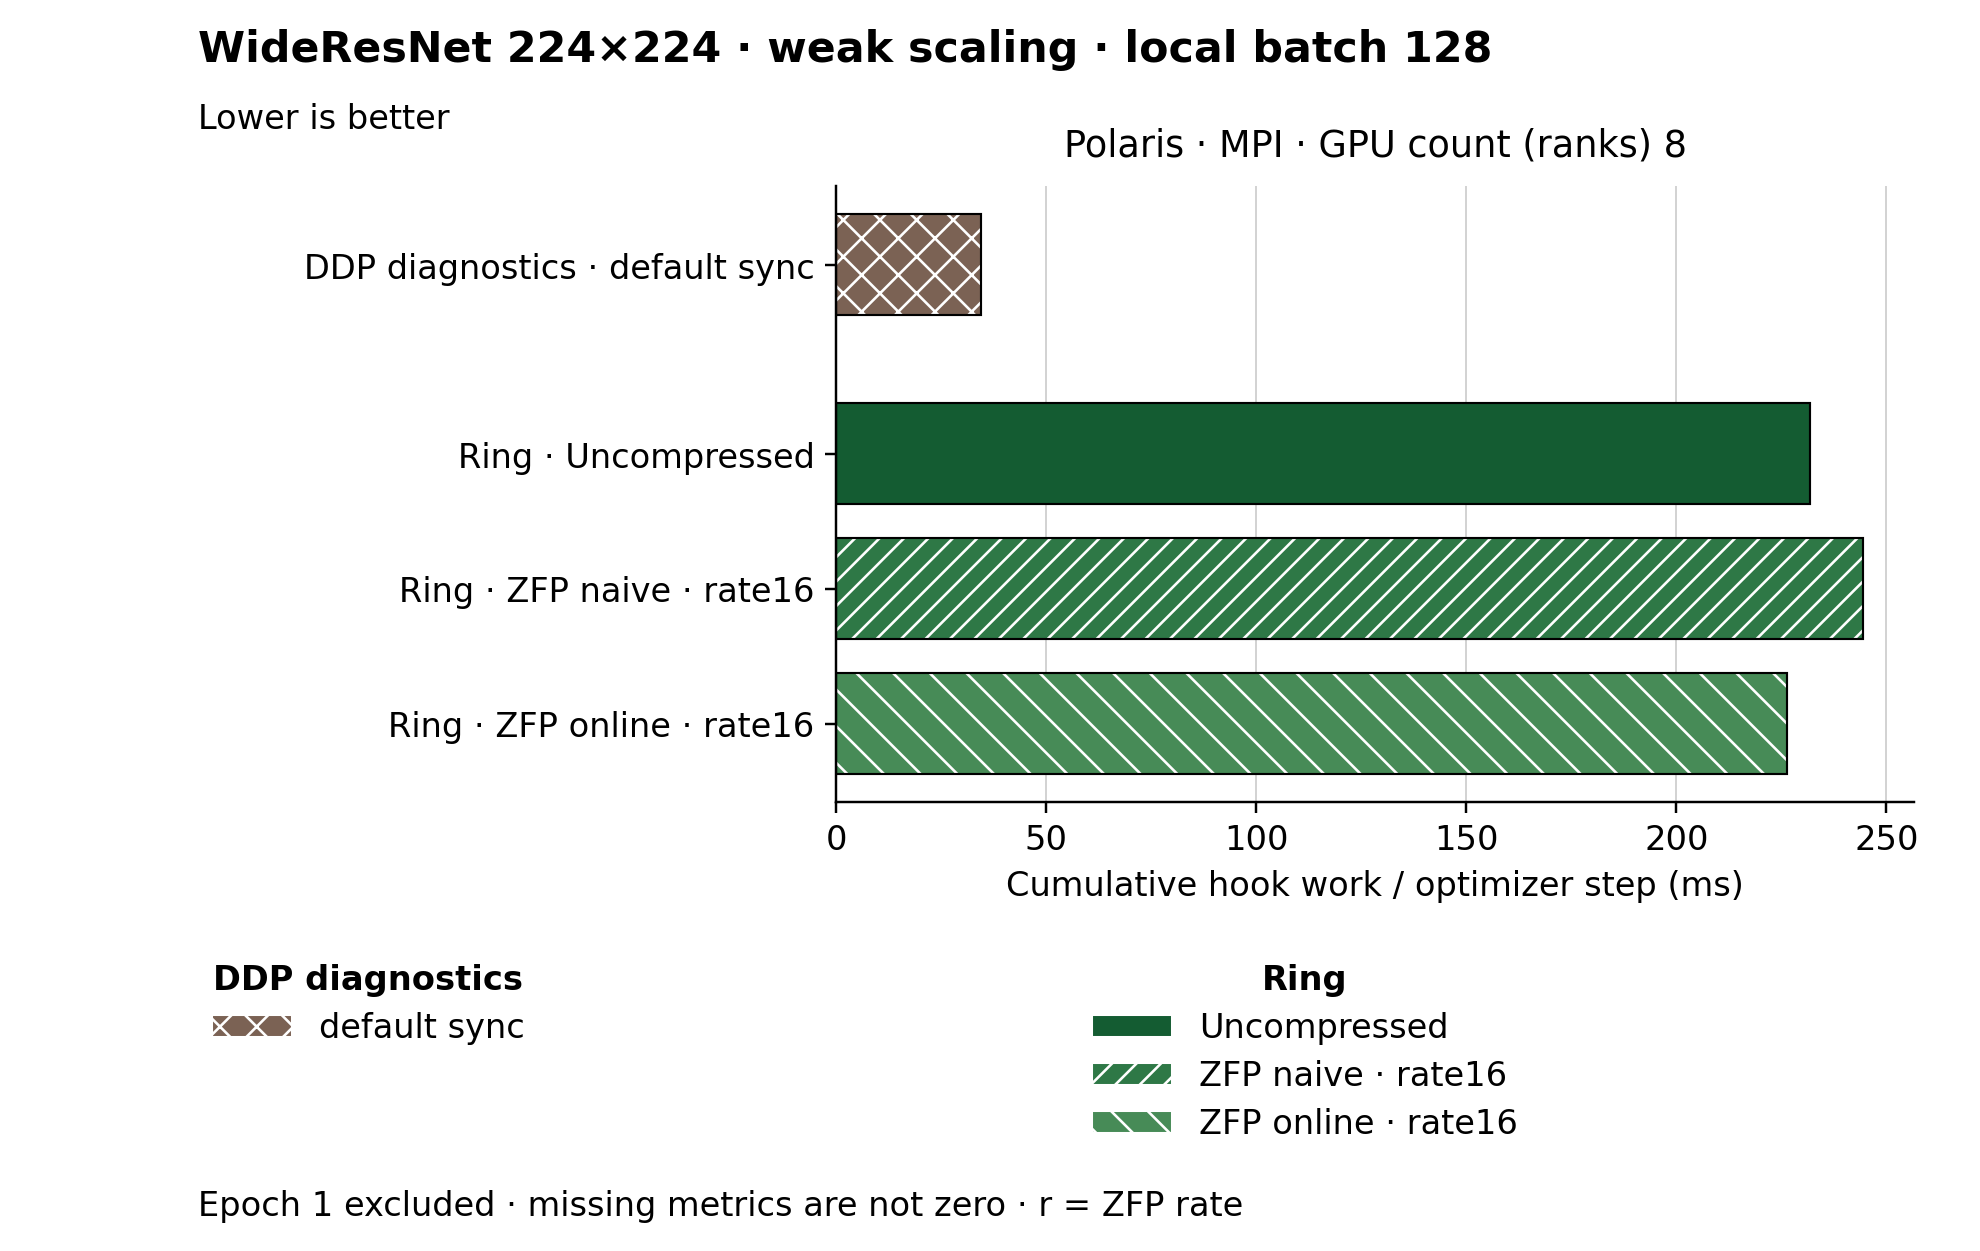 WideResNet 224×224 · weak scaling · local batch 128
Lower is better
Polaris · MPI · GPU count (ranks) 8
DDP diagnostics · default sync
Ring · Uncompressed
Ring · ZFP naive · rate16
Ring · ZFP online · rate16
0 50 100 150 200 250
Cumulative hook work / optimizer step (ms)
DDP diagnostics
default sync
Ring
Uncompressed
ZFP naive · rate16
ZFP online · rate16
Epoch 1 excluded · missing metrics are not zero · r = ZFP rate